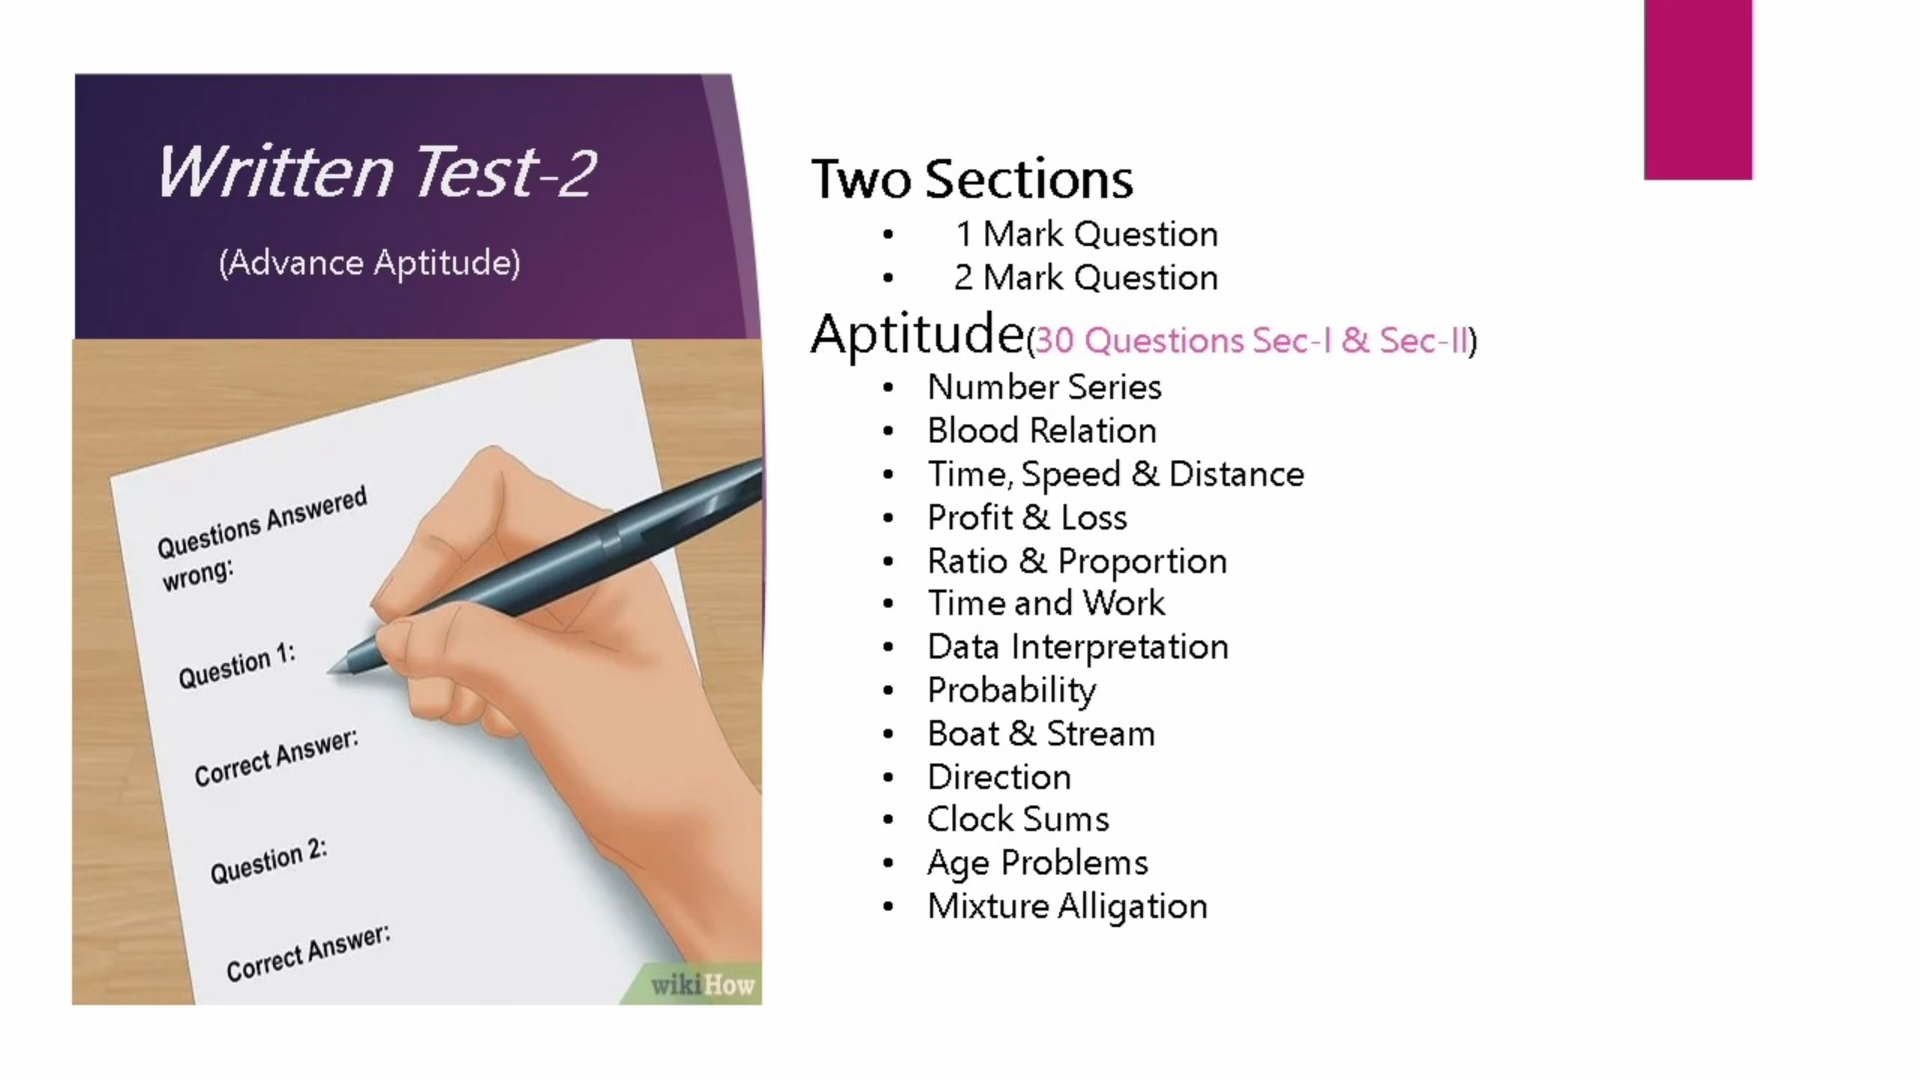 Written Test-2
(Advance Aptitude)
Questions Answered
wrong:
Question 1:
Correct Answer:
Question 2:
Correct Answer:
wikiHow
Two Sections
• 1 Mark Question
• 2 Mark Question
Aptitude(30 Questions Sec-I & Sec-II)
• Number Series
• Blood Relation
• Time, Speed & Distance
• Profit & Loss
• Ratio & Proportion
• Time and Work
• Data Interpretation
• Probability
• Boat & Stream
• Direction
• Clock Sums
• Age Problems
• Mixture Alligation